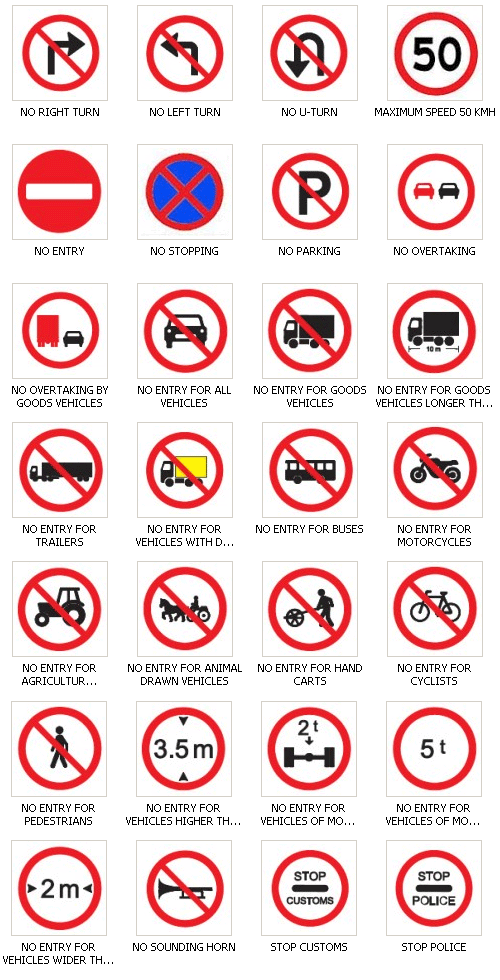 50
NO RIGHT TURN
NO LEFT TURN
NO U-TURN
MAXIMUM SPEED 50 KMH
P
NO ENTRY
NO STOPPING
NO PARKING
NO OVERTAKING
10 m
NO OVERTAKING BY
GOODS VEHICLES
NO ENTRY FOR ALL
VEHICLES
NO ENTRY FOR GOODS
VEHICLES
NO ENTRY FOR GOODS
VEHICLES LONGER TH...
NO ENTRY FOR
TRAILERS
NO ENTRY FOR
VEHICLES WITH D...
NO ENTRY FOR BUSES
NO ENTRY FOR
MOTORCYCLES
NO ENTRY FOR
AGRICULTUR...
NO ENTRY FOR ANIMAL
DRAWN VEHICLES
NO ENTRY FOR HAND
CARTS
NO ENTRY FOR
CYCLISTS
3.5 m
2t
5 t
NO ENTRY FOR
PEDESTRIANS
NO ENTRY FOR
VEHICLES HIGHER TH...
NO ENTRY FOR
VEHICLES OF MO...
NO ENTRY FOR
VEHICLES OF MO...
2 m
STOP
CUSTOMS
STOP
POLICE
NO ENTRY FOR
VEHICLES WIDER TH...
NO SOUNDING HORN
STOP CUSTOMS
STOP POLICE